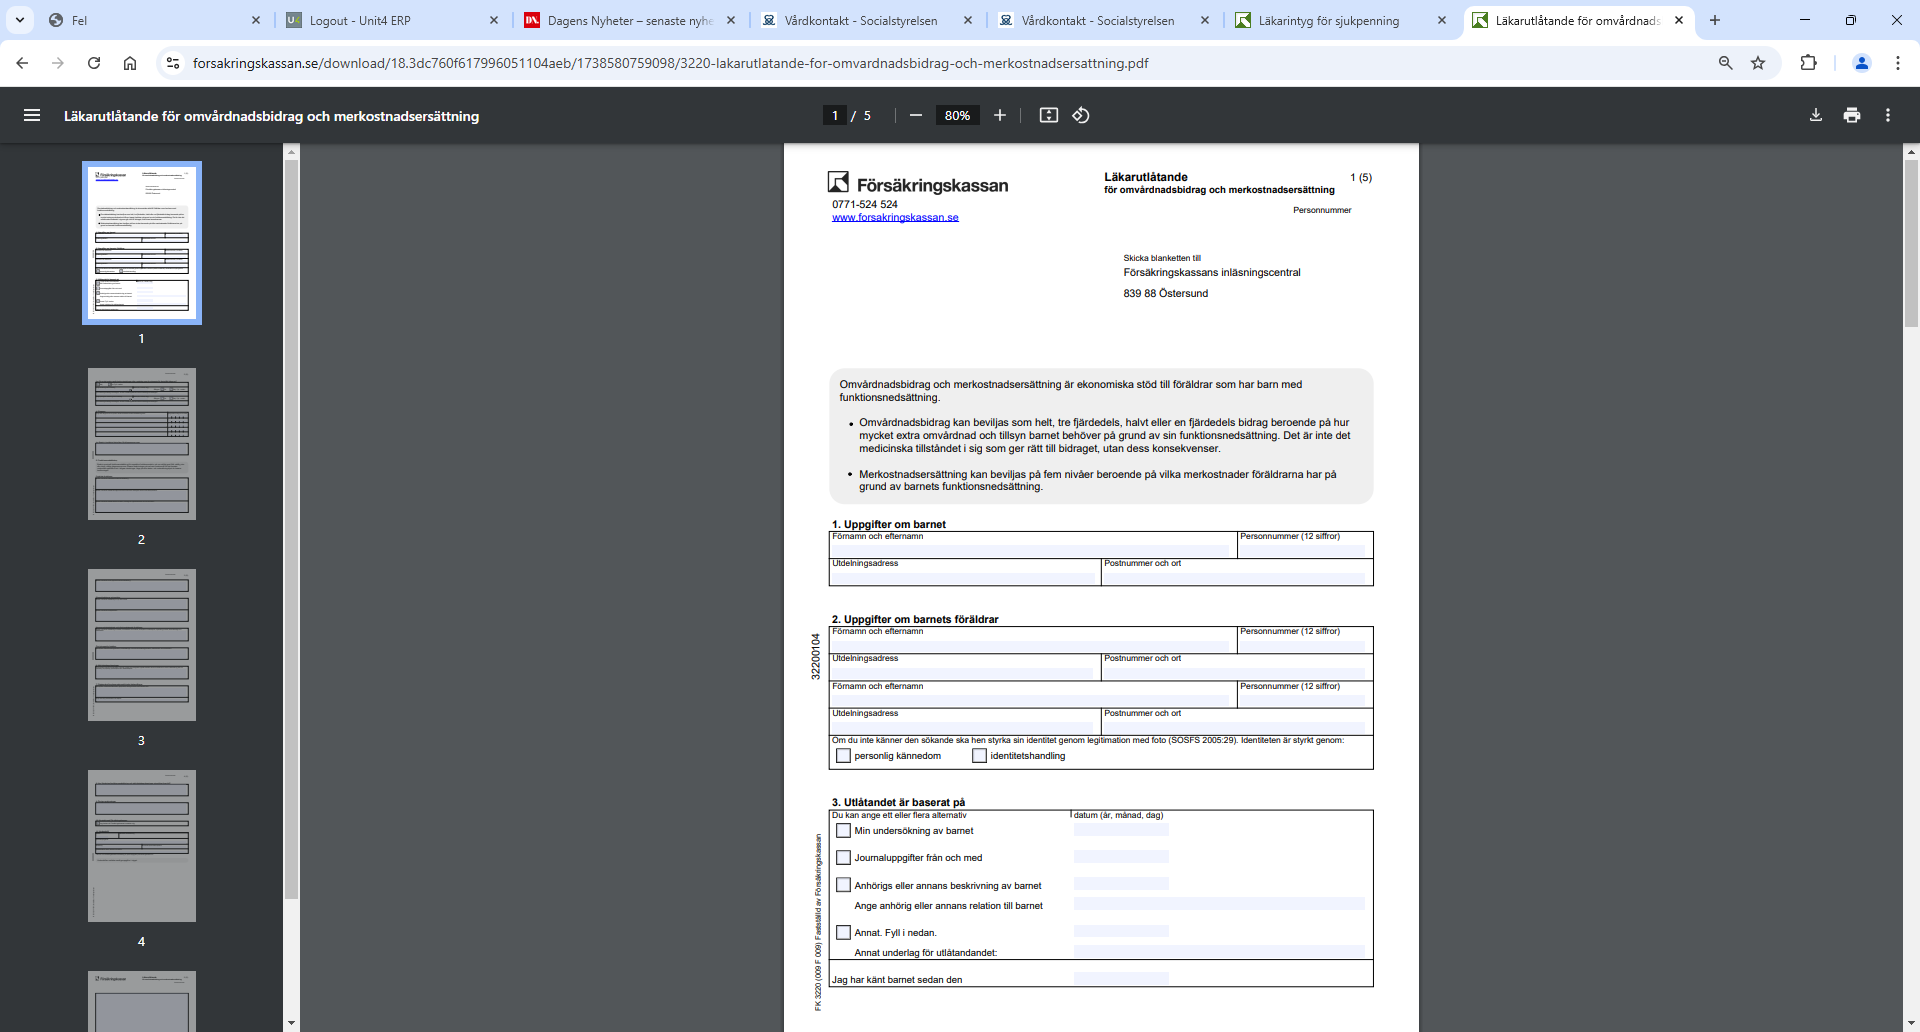 Fel
Logout - Unit4 ERP
Dagens Nyheter – senaste nyhe
Vårdkontakt - Socialstyrelsen
Vårdkontakt - Socialstyrelsen
Läkarintyg för sjukpenning
Läkarutlåtande för omvårdnads
forsakringskassan.se/download/18.3dc760f617996051104aeb/1738580759098/3220-lakarutlatande-for-omvardnadsbidrag-och-merkostnadsersattning.pdf
Läkarutlåtande för omvårdnadsbidrag och merkostnadsersättning
1 / 5
80%
1
2
3
4
Försäkringskassan
0771-524 524
www.forsakringskassan.se
Läkarutlåtande
för omvårdnadsbidrag och merkostnadsersättning
1 (5)
Personnummer
Skicka blanketten till
Försäkringskassans inläsningscentral
839 88 Östersund
Omvårdnadsbidrag och merkostnadsersättning är ekonomiska stöd till föräldrar som har barn med
funktionsnedsättning.
• Omvårdnadsbidrag kan beviljas som helt, tre fjärdedels, halvt eller en fjärdedels bidrag beroende på hur
mycket extra omvårdnad och tillsyn barnet behöver på grund av sin funktionsnedsättning. Det är inte det
medicinska tillståndet i sig som ger rätt till bidraget, utan dess konsekvenser.
• Merkostnadsersättning kan beviljas på fem nivåer beroende på vilka merkostnader föräldrarna har på
grund av barnets funktionsnedsättning.
1. Uppgifter om barnet
Förnamn och efternamn
Personnummer (12 siffror)
Utdelningsadress
Postnummer och ort
2. Uppgifter om barnets föräldrar
Förnamn och efternamn
Personnummer (12 siffror)
Utdelningsadress
Postnummer och ort
Förnamn och efternamn
Personnummer (12 siffror)
Utdelningsadress
Postnummer och ort
Om du inte känner den sökande ska hen styrka sin identitet genom legitimation med foto (SOSFS 2005:29). Identiteten är styrkt genom:
personlig kännedom
identitetshandling
32200104
3. Utlåtandet är baserat på
Du kan ange ett eller flera alternativ
datum (år, månad, dag)
Min undersökning av barnet
Journaluppgifter från och med
Anhörigs eller annans beskrivning av barnet
Ange anhörig eller annans relation till barnet
Annat. Fyll i nedan.
Annat underlag för utlåtandandet:
Jag har känt barnet sedan den
FK 3220 (009 F 009) Fastställd av Försäkringskassan